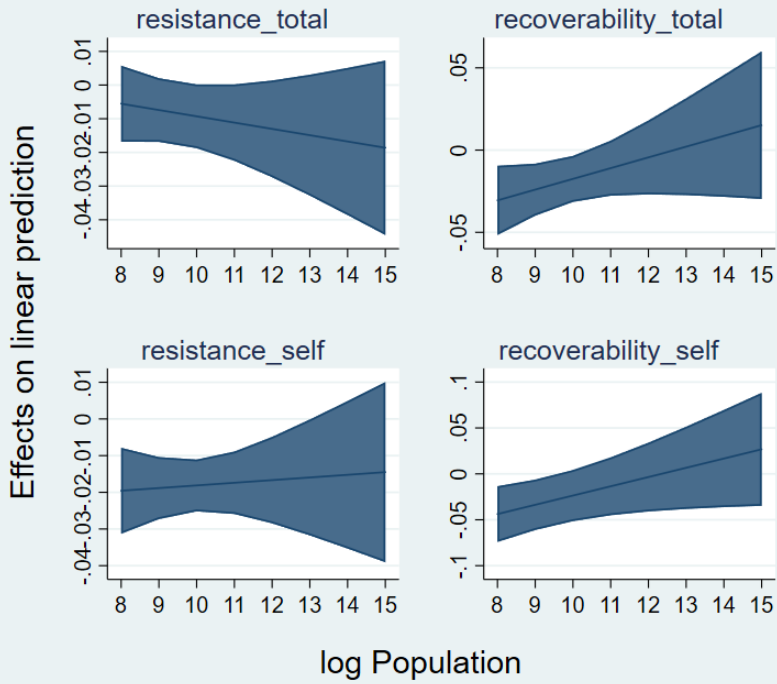 resistance_total
recoverability_total
.01
0
-.01
-.02
-.03
-.04
8 9 10 11 12 13 14 15
.05
0
-.05
8 9 10 11 12 13 14 15
resistance_self
recoverability_self
.01
0
-.01
-.02
-.03
-.04
8 9 10 11 12 13 14 15
.1
.05
0
-.05
-.1
8 9 10 11 12 13 14 15
Effects on linear prediction
log Population